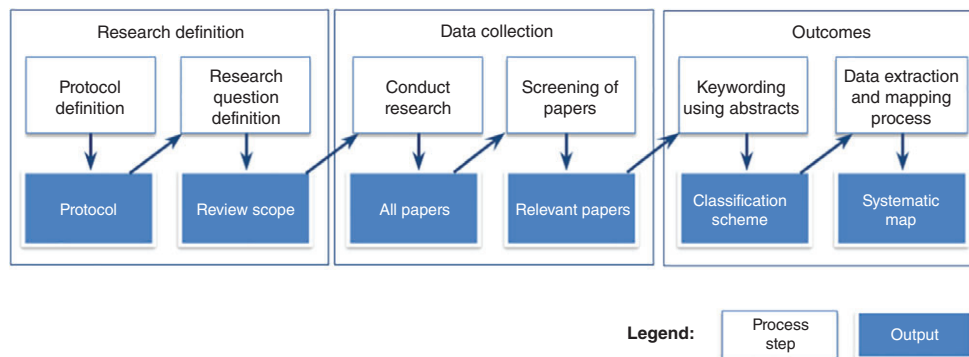 Research definition
Protocol
definition
Research
question
definition
Protocol
Review scope
Data collection
Conduct
research
Screening of
papers
All papers
Relevant papers
Outcomes
Keywording
using abstracts
Data extraction
and mapping
process
Classification
scheme
Systematic
map
Legend:
Process
step
Output